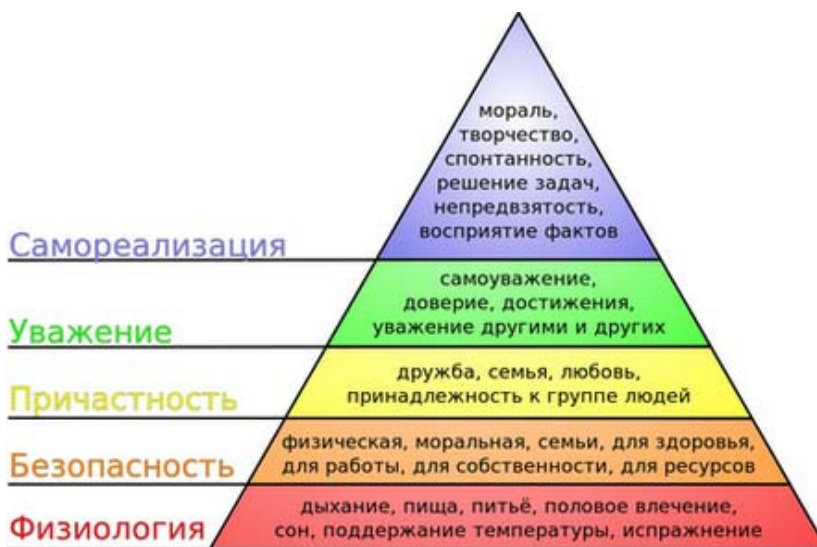 мораль,
творчество,
спонтанность,
решение задач,
непредвзятость,
восприятие фактов
Самореализация
самоуважение,
доверие, достижения,
уважение другими и других
Уважение
дружба, семья, любовь,
принадлежность к группе людей
Причастность
физическая, моральная, семьи, для здоровья,
для работы, для собственности, для ресурсов
Безопасность
дыхание, пища, питьё, половое влечение,
сон, поддержание температуры, испражнение
Физиология